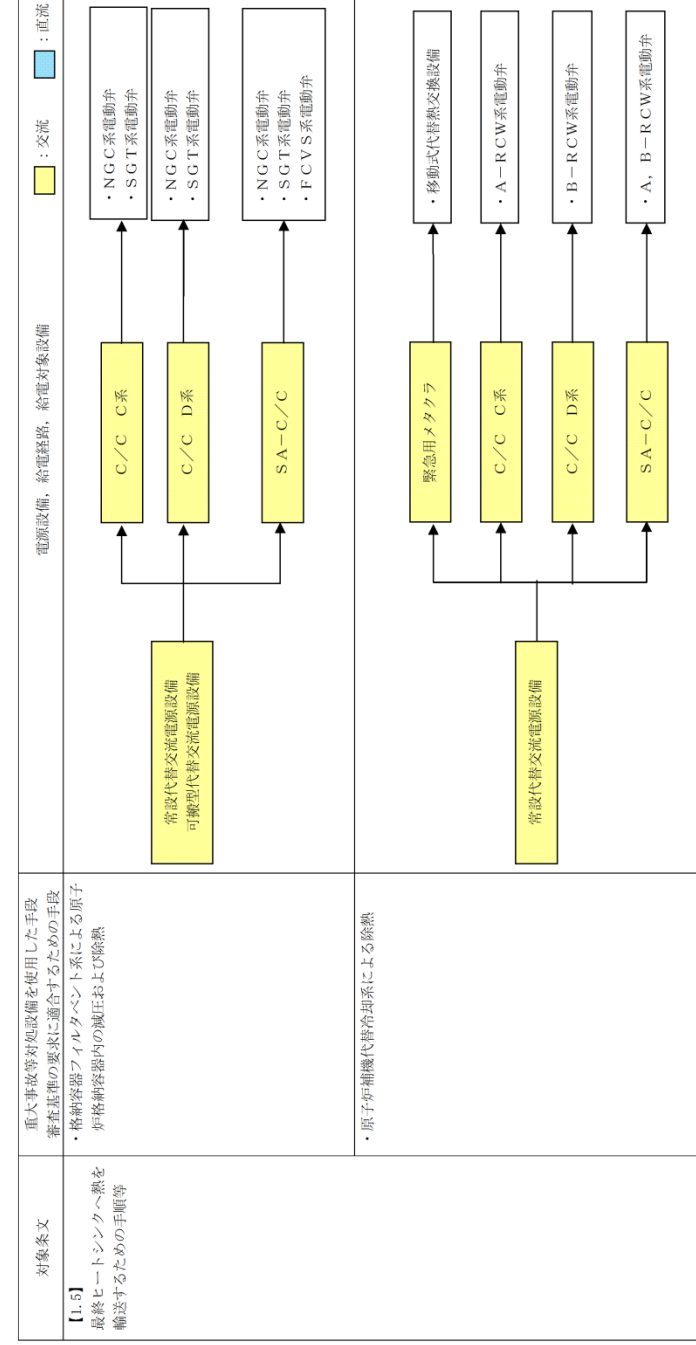 □：交流　□：直流
対象条文
重大事故等対処設備を使用した手段
審査基準の要求に適合するための手段
電源設備，給電経路，給電対象設備
【1.5】
最終ヒートシンクへ熱を
輸送するための手順等
・格納容器フィルタベント系による原子
炉格納容器内の減圧および除熱
常設代替交流電源設備
可搬型代替交流電源設備
Ｃ／Ｃ　Ｃ系
・ＮＧＣ系電動弁
・ＳＧＴ系電動弁
Ｃ／Ｃ　Ｄ系
・ＮＧＣ系電動弁
・ＳＧＴ系電動弁
ＳＡ－Ｃ／Ｃ
・ＮＧＣ系電動弁
・ＳＧＴ系電動弁
・ＦＣＶＳ系電動弁
・原子炉補機代替冷却系による除熱
常設代替交流電源設備
緊急用メタクラ
・移動式代替熱交換設備
Ｃ／Ｃ　Ｃ系
・Ａ－ＲＣＷ系電動弁
Ｃ／Ｃ　Ｄ系
・Ｂ－ＲＣＷ系電動弁
ＳＡ－Ｃ／Ｃ
・Ａ，Ｂ－ＲＣＷ系電動弁